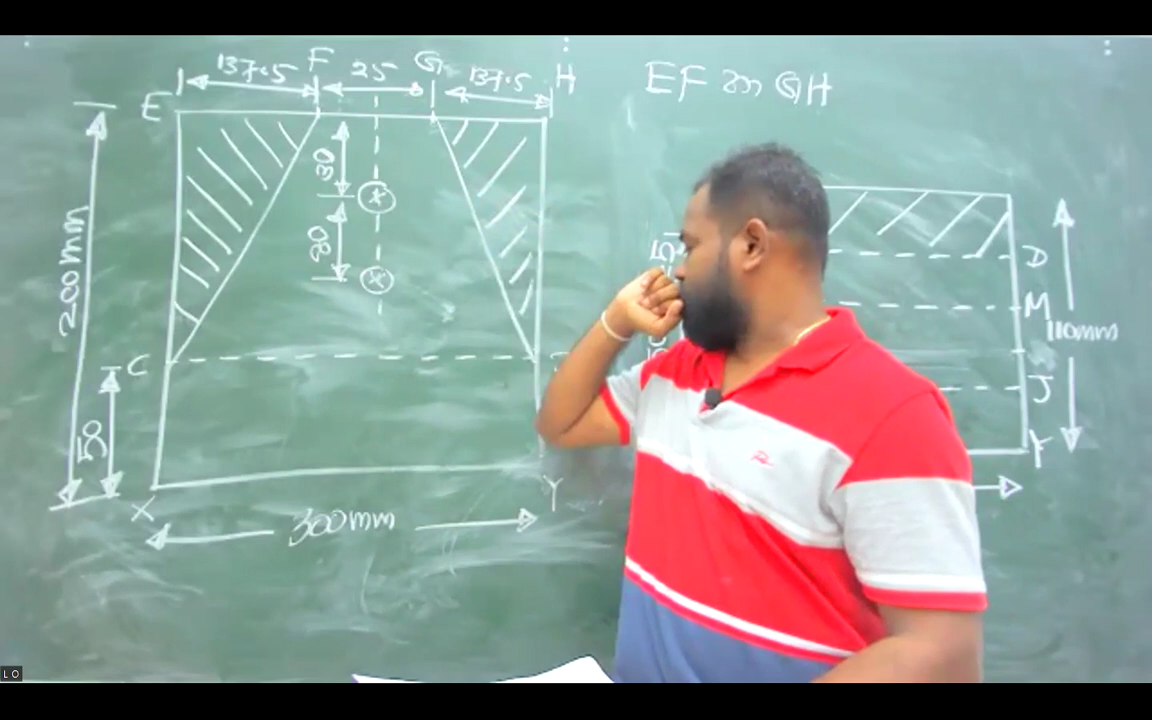 137.5 F 25 G 137.5 H
E
30
30
200mm
C
50
X 300mm Y
EF GH
D
M
110mm
J
LO